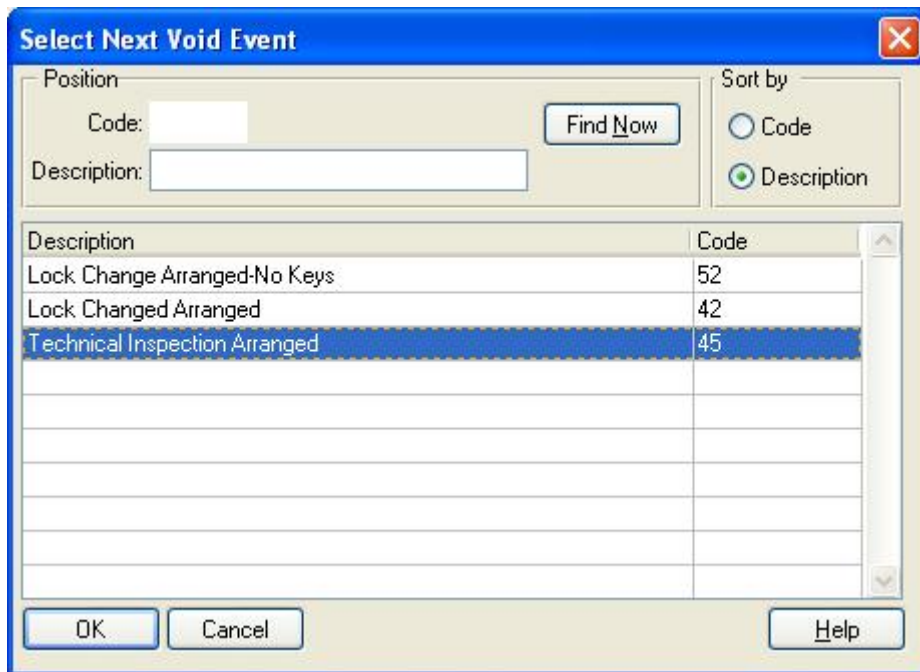 Select Next Void Event
Position
Sort by
Code:
Find Now
Code
Description:
Description
Description Code
Lock Change Arranged-No Keys 52
Lock Changed Arranged 42
Technical Inspection Arranged 45
OK Cancel Help